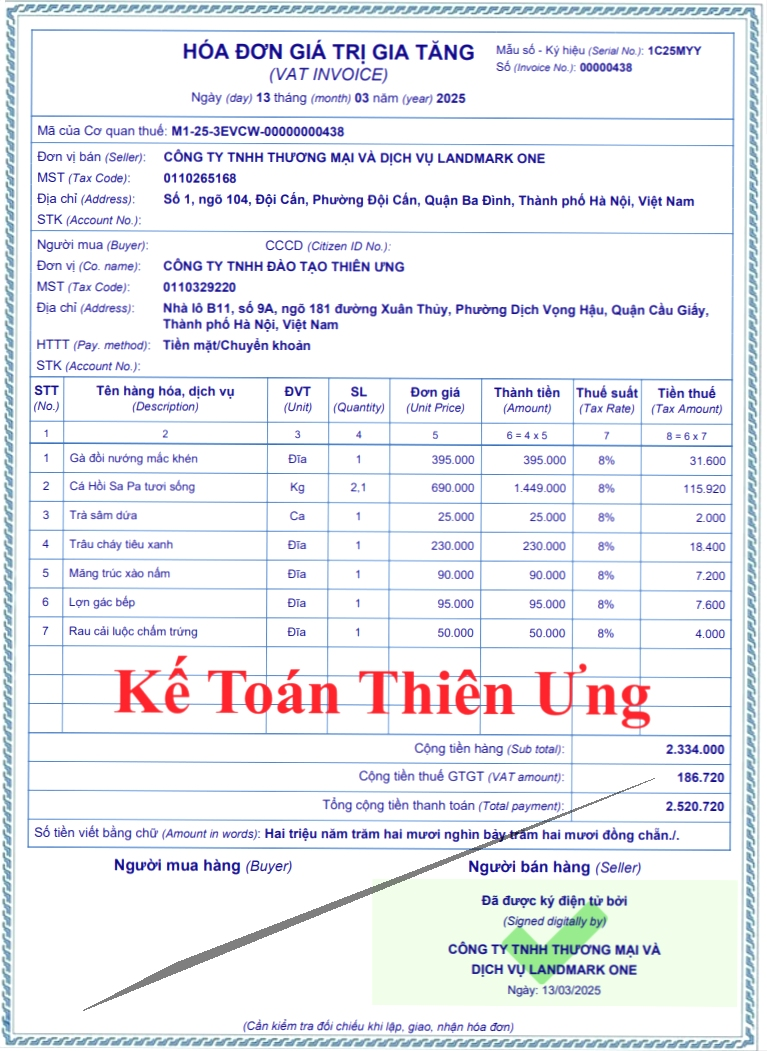 HÓA ĐƠN GIÁ TRỊ GIA TĂNG
(VAT INVOICE)
Ngày (day) 13 tháng (month) 03 năm (year) 2025
Mẫu số - Ký hiệu (Serial No.): 1C25MYY
Số (Invoice No.): 00000438
Mã của Cơ quan thuế: M1-25-3EVCW-00000000438
Đơn vị bán (Seller): CÔNG TY TNHH THƯƠNG MẠI VÀ DỊCH VỤ LANDMARK ONE
MST (Tax Code): 0110265168
Địa chỉ (Address): Số 1, ngõ 104, Đội Cấn, Phường Đội Cấn, Quận Ba Đình, Thành phố Hà Nội, Việt Nam
STK (Account No.):
Người mua (Buyer): CCCD (Citizen ID No.):
Đơn vị (Co. name): CÔNG TY TNHH ĐÀO TẠO THIÊN ƯNG
MST (Tax Code): 0110329220
Địa chỉ (Address): Nhà lô B11, số 9A, ngõ 181 đường Xuân Thủy, Phường Dịch Vọng Hậu, Quận Cầu Giấy,
Thành phố Hà Nội, Việt Nam
HTTT (Pay. method): Tiền mặt/Chuyển khoản
STK (Account No.):
STT Tên hàng hóa, dịch vụ ĐVT SL Đơn giá Thành tiền Thuế suất Tiền thuế
(No.) (Description) (Unit) (Quantity) (Unit Price) (Amount) (Tax Rate) (Tax Amount)
1 2 3 4 5 6 = 4 x 5 7 8 = 6 x 7
1 Gà đồi nướng mắc khén Đĩa 1 395.000 395.000 8% 31.600
2 Cá Hồi Sa Pa tươi sống Kg 2,1 690.000 1.449.000 8% 115.920
3 Trà sâm dứa Ca 1 25.000 25.000 8% 2.000
4 Trâu cháy tiêu xanh Đĩa 1 230.000 230.000 8% 18.400
5 Măng trúc xào nấm Đĩa 1 90.000 90.000 8% 7.200
6 Lợn gác bếp Đĩa 1 95.000 95.000 8% 7.600
7 Rau cải luộc chấm trứng Đĩa 1 50.000 50.000 8% 4.000
Kế Toán Thiên Ưng
Cộng tiền hàng (Sub total): 2.334.000
Cộng tiền thuế GTGT (VAT amount): 186.720
Tổng cộng tiền thanh toán (Total payment): 2.520.720
Số tiền viết bằng chữ (Amount in words): Hai triệu năm trăm hai mươi nghìn bảy trăm hai mươi đồng chẵn./.
Người mua hàng (Buyer) Người bán hàng (Seller)
Đã được ký điện tử bởi
(Signed digitally by)
CÔNG TY TNHH THƯƠNG MẠI VÀ
DỊCH VỤ LANDMARK ONE
Ngày: 13/03/2025
(Cần kiểm tra đối chiếu khi lập, giao, nhận hóa đơn)